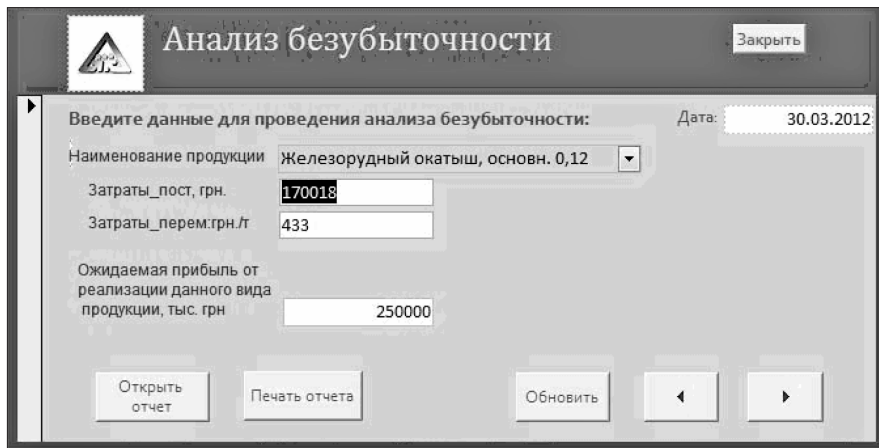 Анализ безубыточности
Закрыть
Введите данные для проведения анализа безубыточности:
Дата: 30.03.2012
Наименование продукции Железорудный окатыш, основн. 0,12
Затраты_пост, грн. 170018
Затраты_перем:грн./т 433
Ожидаемая прибыль от
реализации данного вида
продукции, тыс. грн 250000
Открыть
отчет
Печать отчета
Обновить